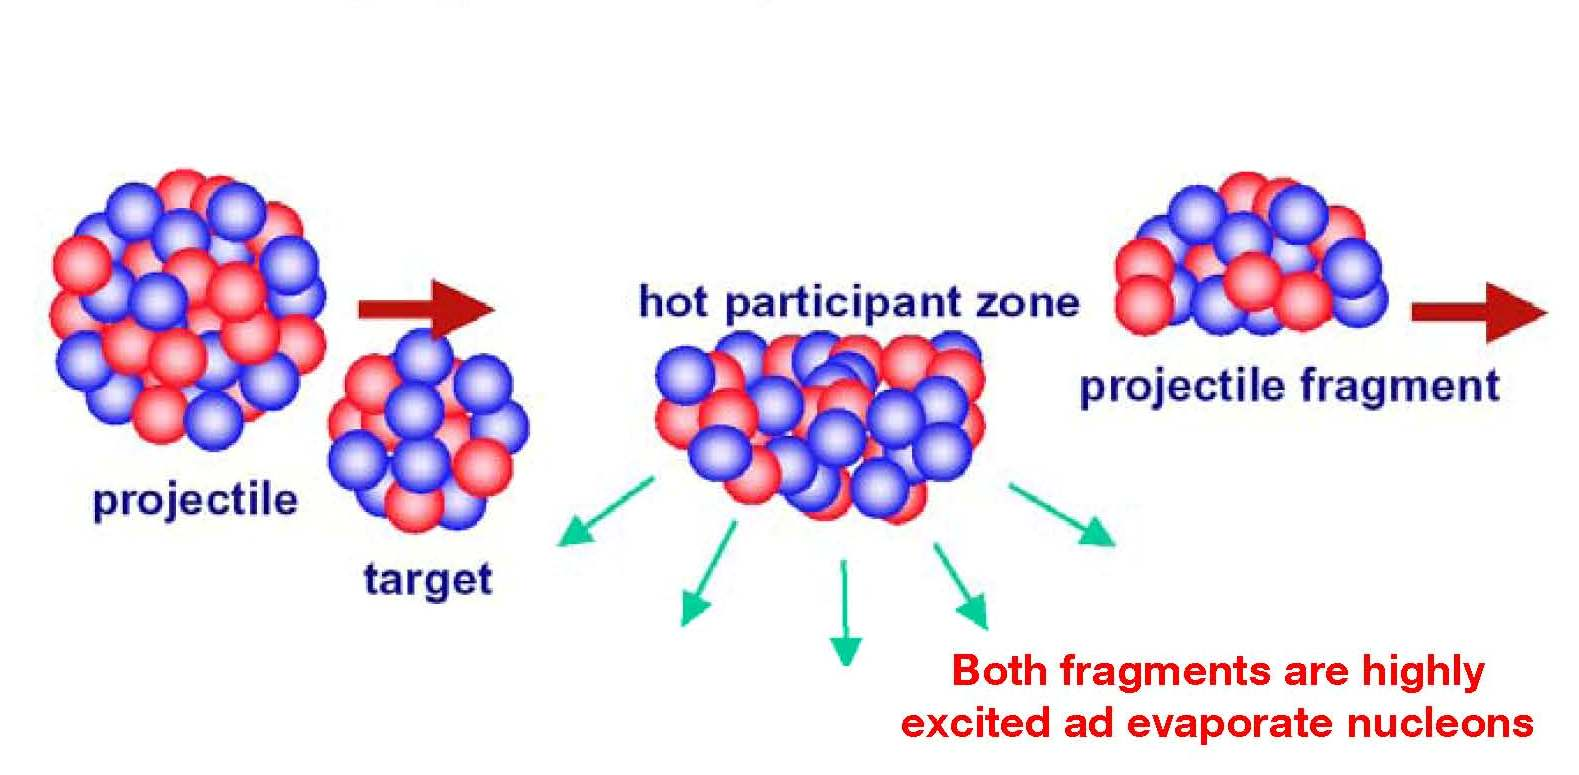 projectile
target
hot participant zone
projectile fragment
Both fragments are highly
excited ad evaporate nucleons